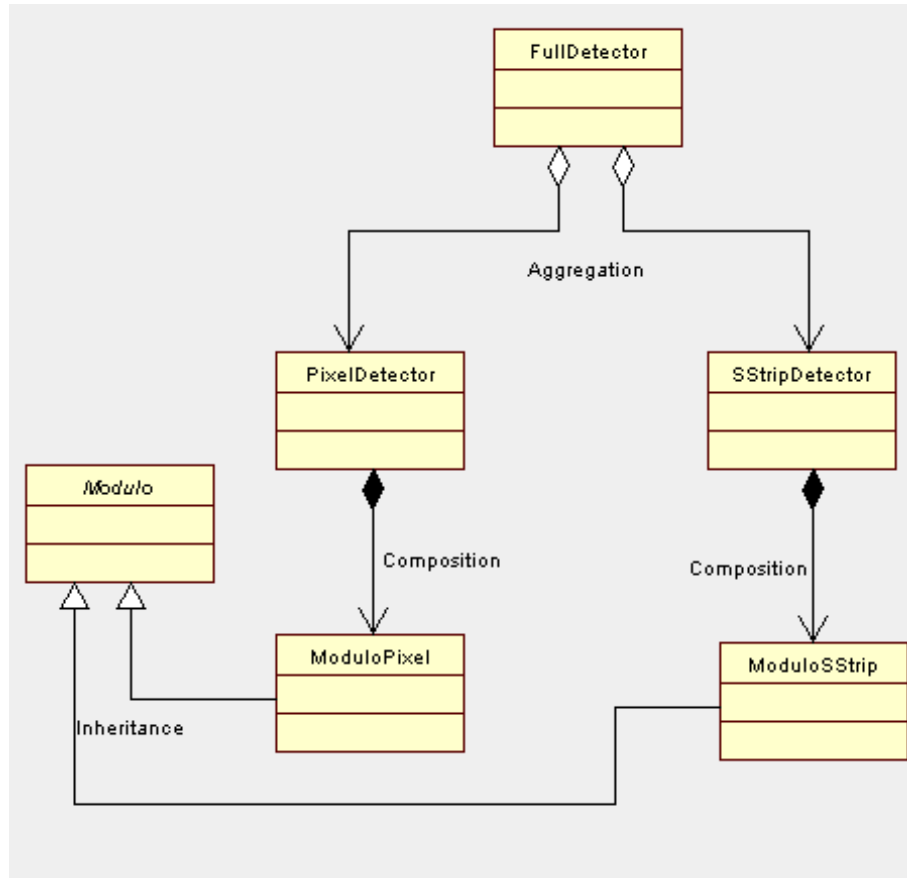 FullDetector
Aggregation
PixelDetector
SStripDetector
Modulo
Composition
Composition
ModuloPixel
ModuloSStrip
Inheritance